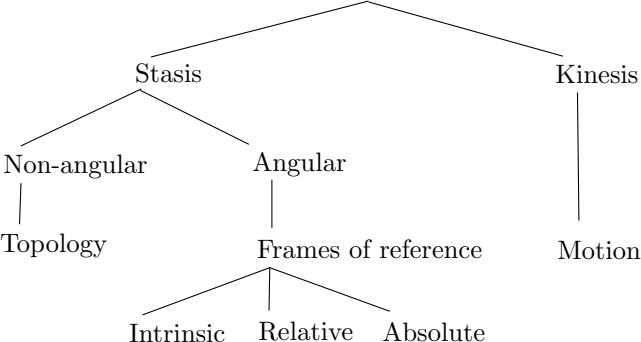 Stasis
Kinesis
Non-angular
Angular
Topology
Frames of reference
Motion
Intrinsic
Relative
Absolute